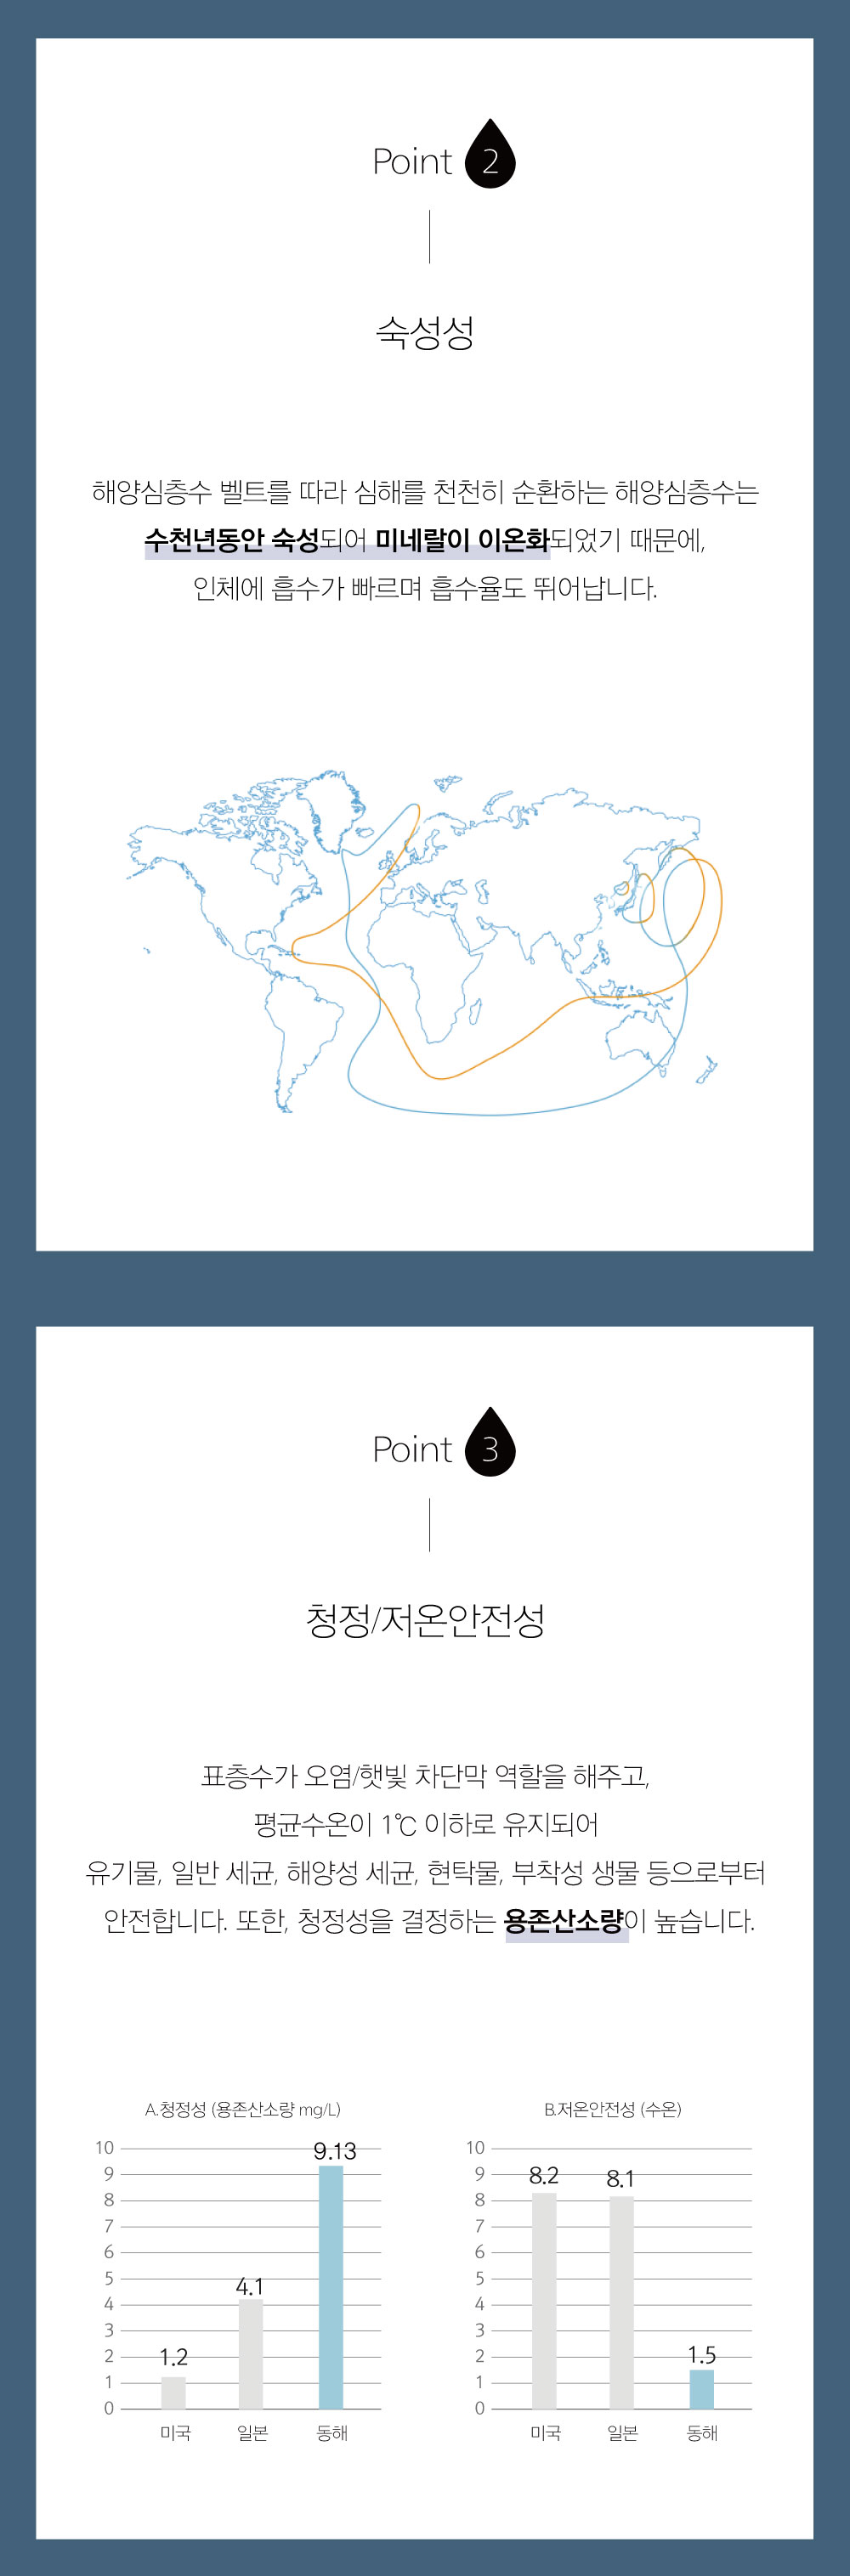 Point 2
숙성성
해양심층수 벨트를 따라 심해를 천천히 순환하는 해양심층수는
수천년동안 숙성되어 미네랄이 이온화되었기 때문에,
인체에 흡수가 빠르며 흡수율도 뛰어납니다.
Point 3
청정/저온안전성
표층수가 오염/햇빛 차단막 역할을 해주고,
평균수온이 1℃ 이하로 유지되어
유기물, 일반 세균, 해양성 세균, 현탁물, 부착성 생물 등으로부터
안전합니다. 또한, 청정성을 결정하는 용존산소량이 높습니다.
A.청정성 (용존산소량 mg/L)
10
9
8
7
6
5
4
3
2
1
0
1.2
4.1
9.13
미국 일본 동해
B.저온안전성 (수온)
10
9
8
7
6
5
4
3
2
1
0
8.2
8.1
1.5
미국 일본 동해